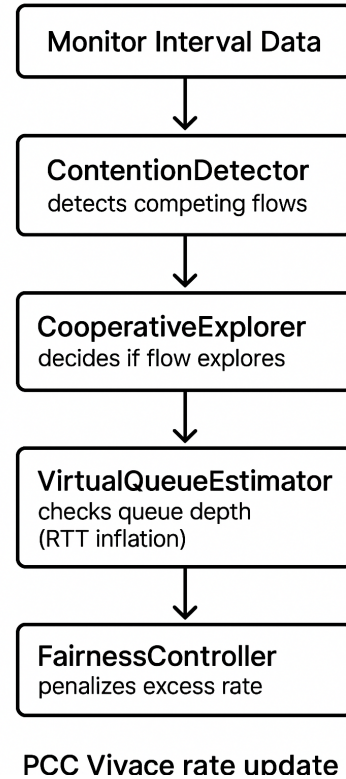 Monitor Interval Data
ContentionDetector
detects competing flows
CooperativeExplorer
decides if flow explores
VirtualQueueEstimator
checks queue depth
(RTT inflation)
FairnessController
penalizes excess rate
PCC Vivace rate update